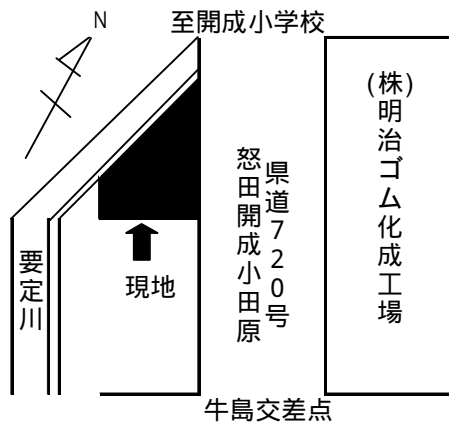 N
至開成小学校
(株)明治ゴム化成工場
県道720号
怒田開成小田原
現地
要定川
牛島交差点